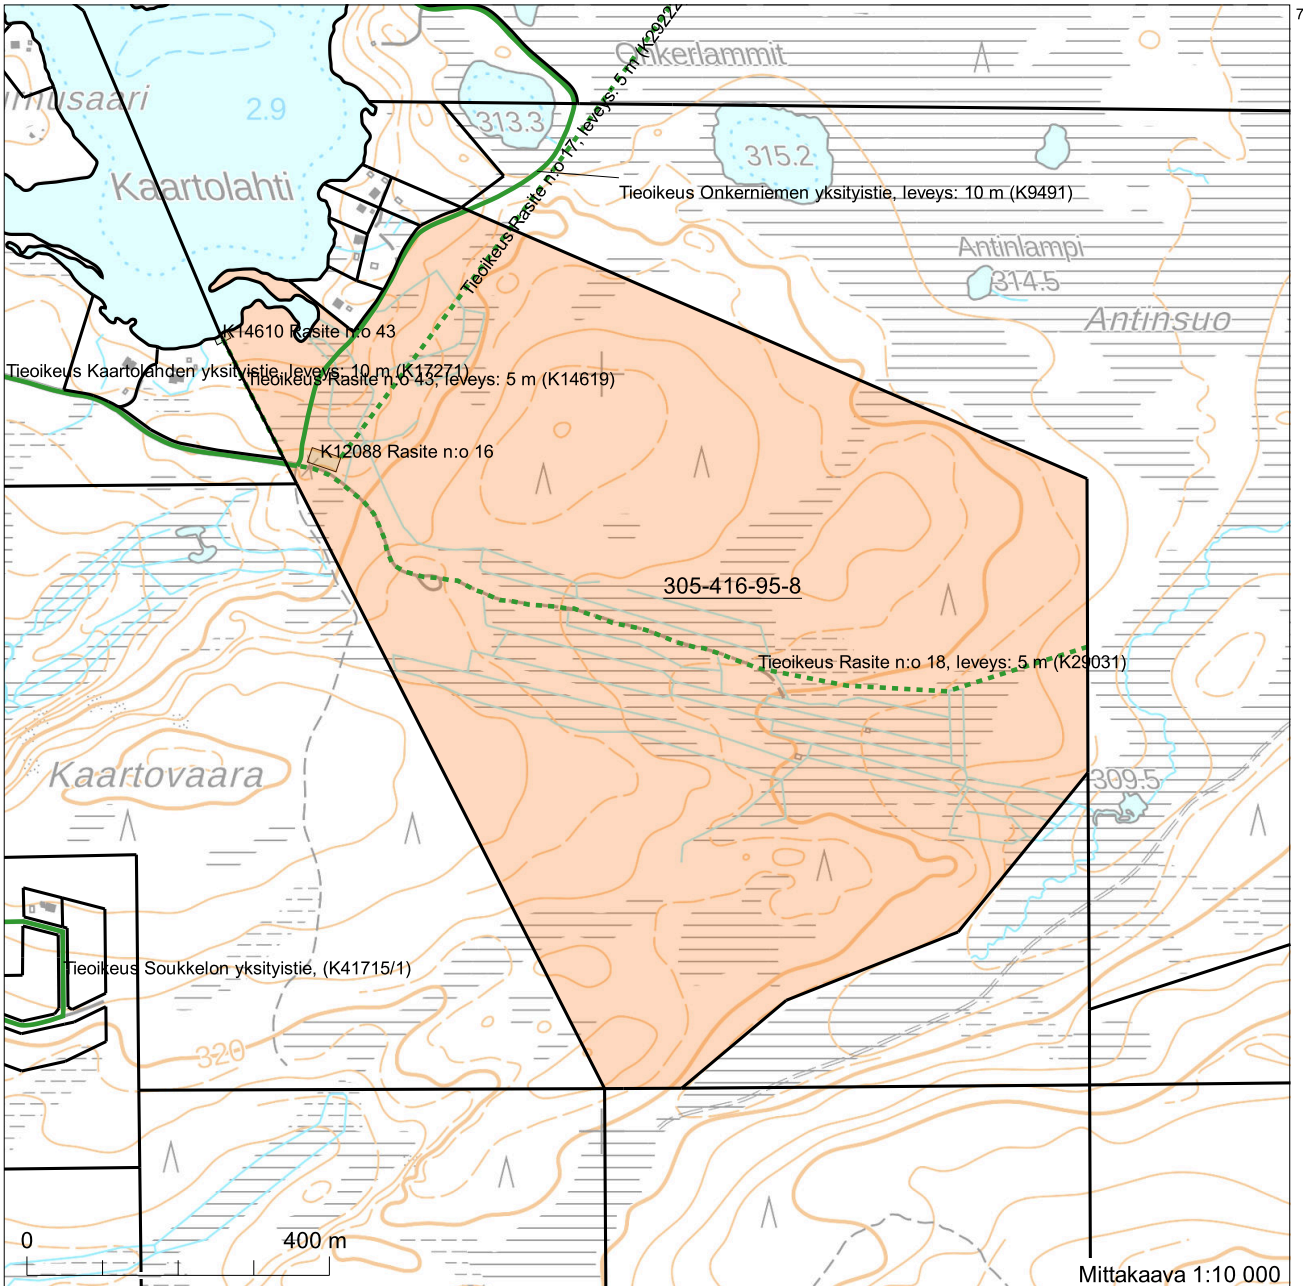 7
Onkerlammit
2.9
313.3
315.2
Kaartolahti
Tieoikeus Rasite n:o 17, leveys: 5 m
Tieoikeus Onkerniemen yksityistie, leveys: 10 m (K9491)
Antinlampi
314.5
Antinsuo
K14610 Rasite n:o 43
Tieoikeus Kaartolahden yksityistie, leveys: 10 m (K17271)
Tieoikeus Rasite n:o 43, leveys: 5 m (K14619)
K12088 Rasite n:o 16
305-416-95-8
Tieoikeus Rasite n:o 18, leveys: 5 m (K29031)
Kaartovaara
309.5
Tieoikeus Soukkelon yksityistie, (K41715/1)
320
0 400 m
Mittakaava 1:10 000